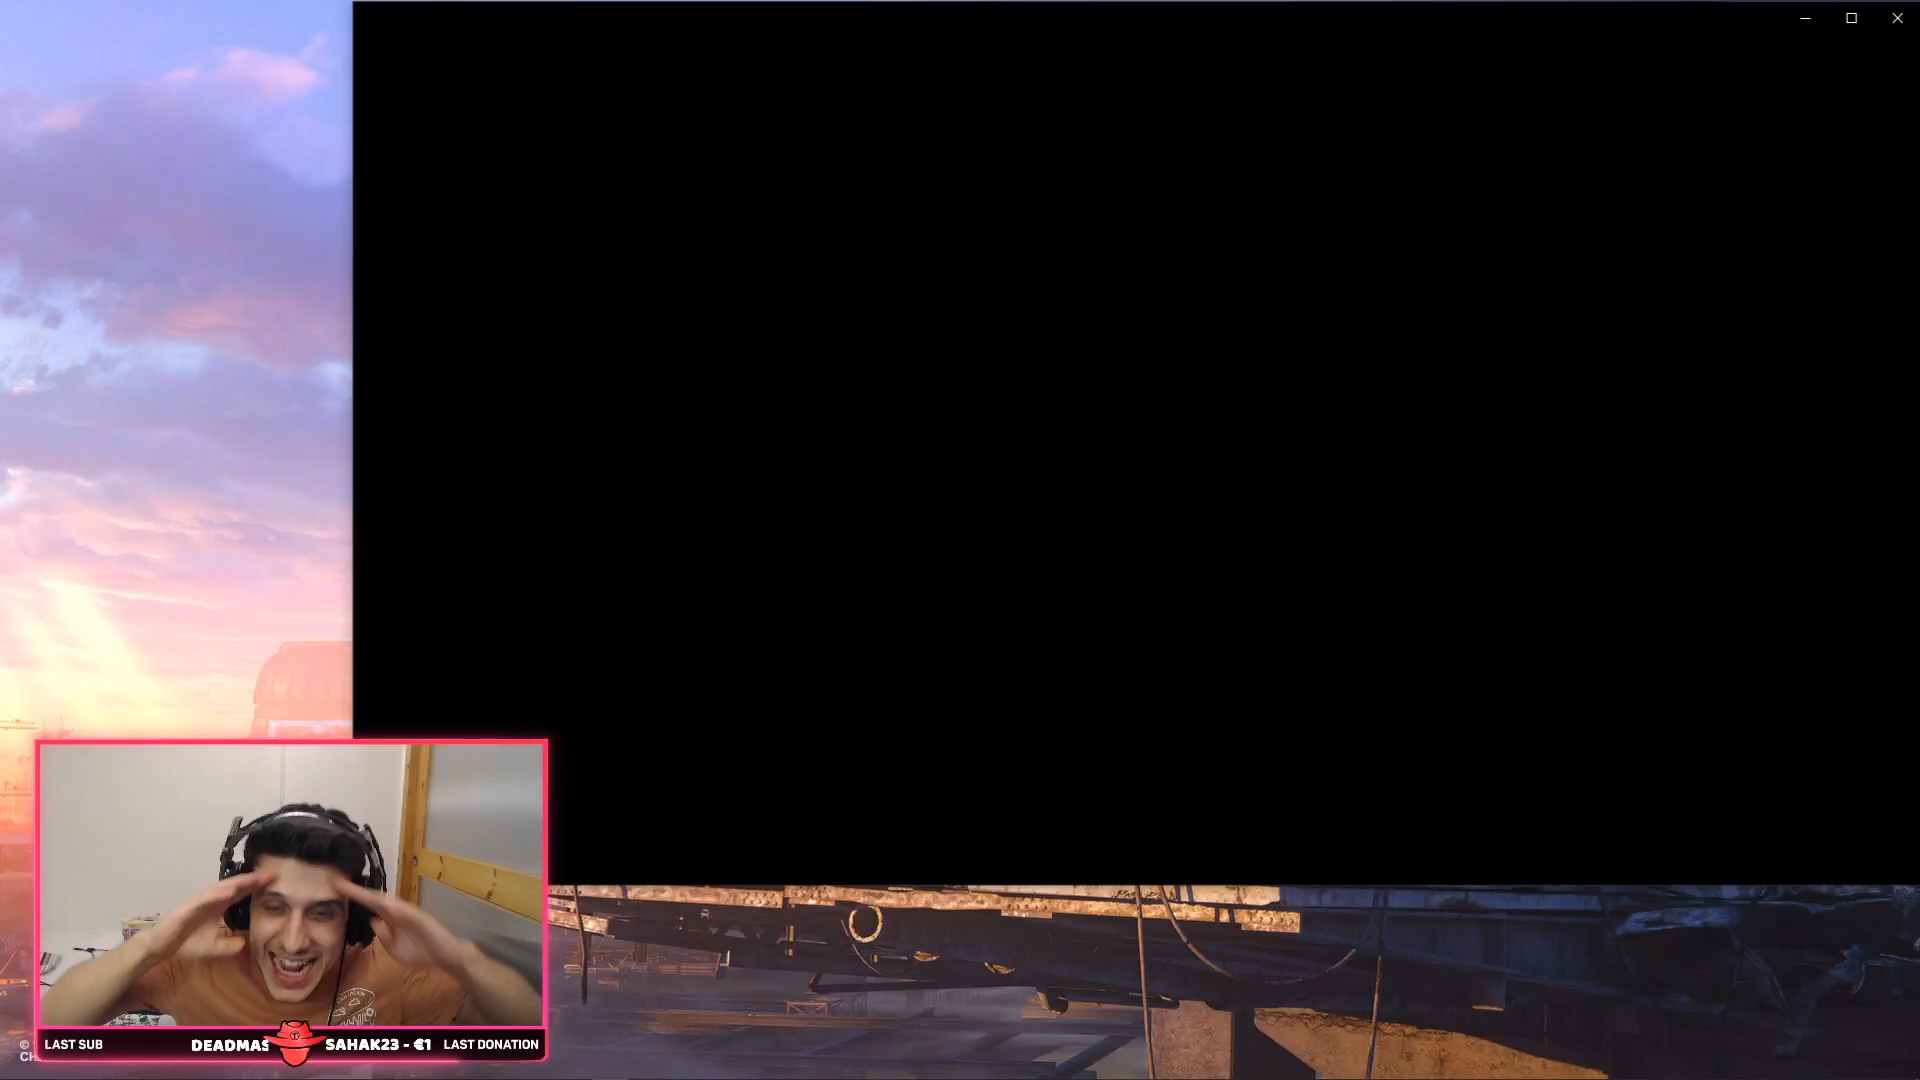 LAST SUB DEADMAS SAHAK23 - €1 LAST DONATION